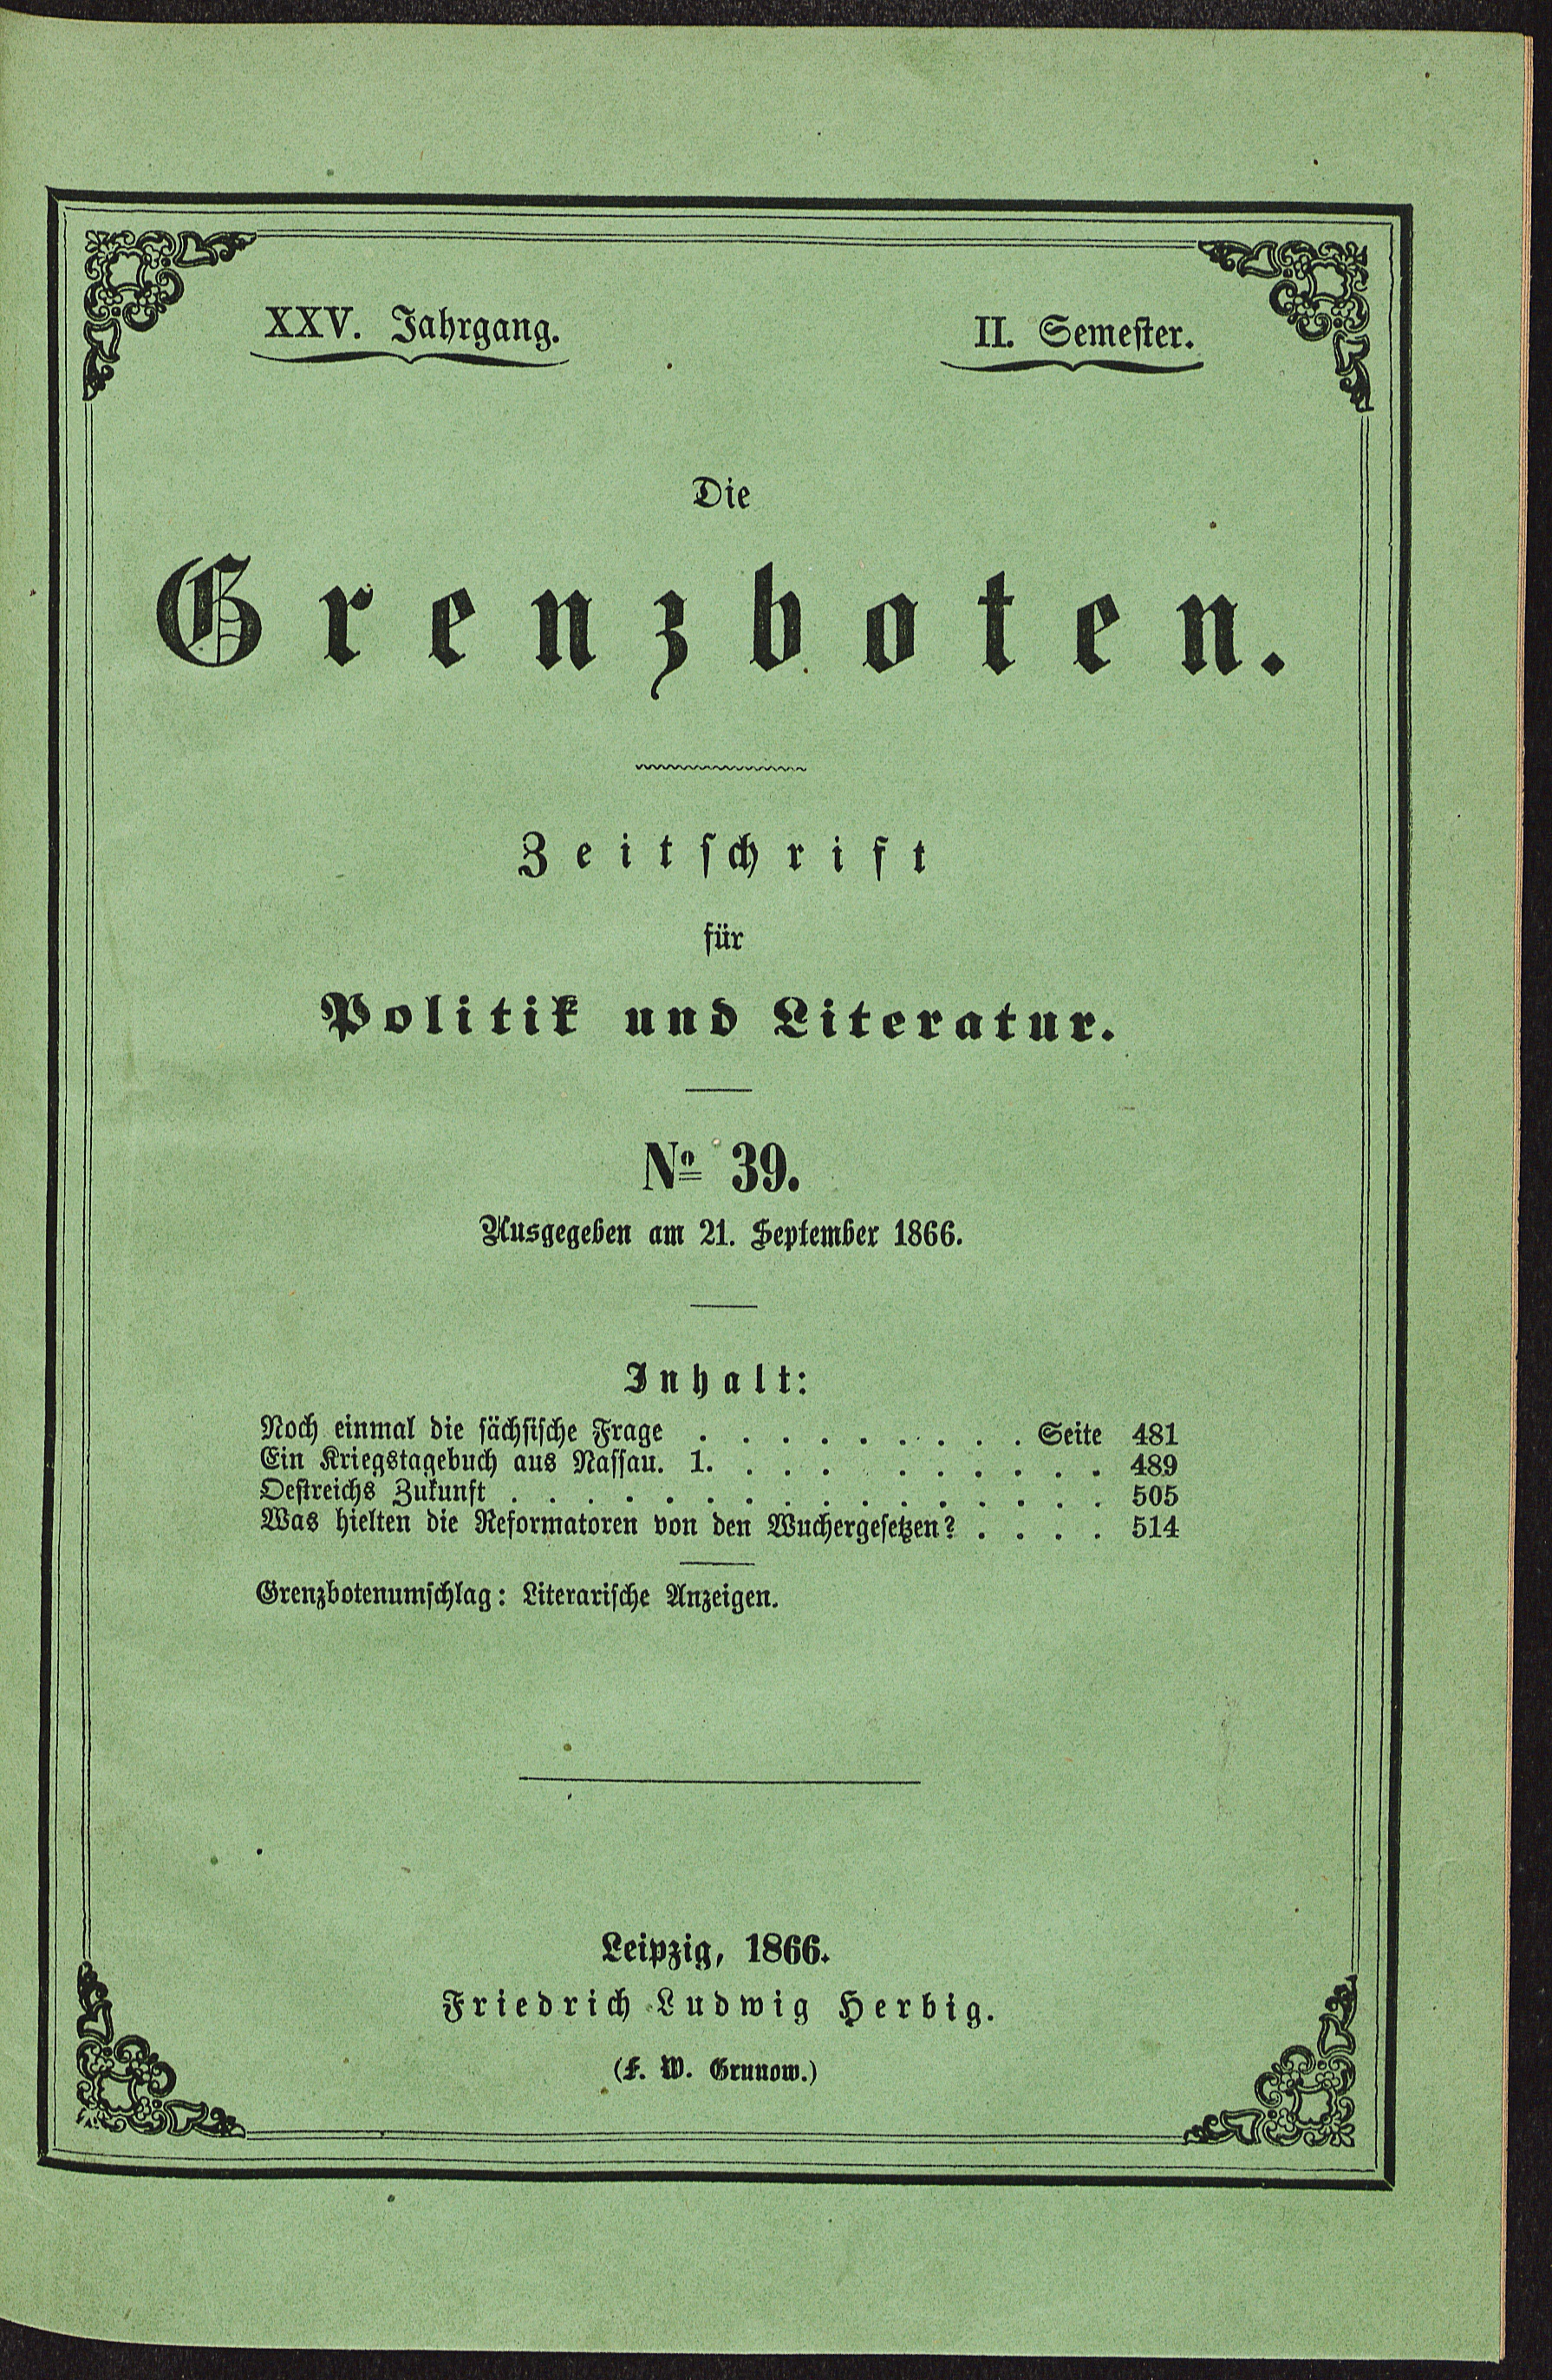 XXV. Jahrgang. II. Semester.
Die
Grenzboten.
Zeitschrift
für
Politik und Literatur.
No 39.
Ausgegeben am 21. September 1866.
Inhalt:
Noch einmal die sächsische Frage . . . . . . . . . Seite 481
Ein Kriegstagebuch aus Nassau. 1. . . . . . . . . . . 489
Oestreichs Zukunft . . . . . . . . . . . . . . . . 505
Was hielten die Reformatoren von den Wuchergesetzen? . . . . 514
Grenzbotenumschlag: Literarische Anzeigen.
Leipzig, 1866.
Friedrich Ludwig Herbig.
(F. W. Grunow.)